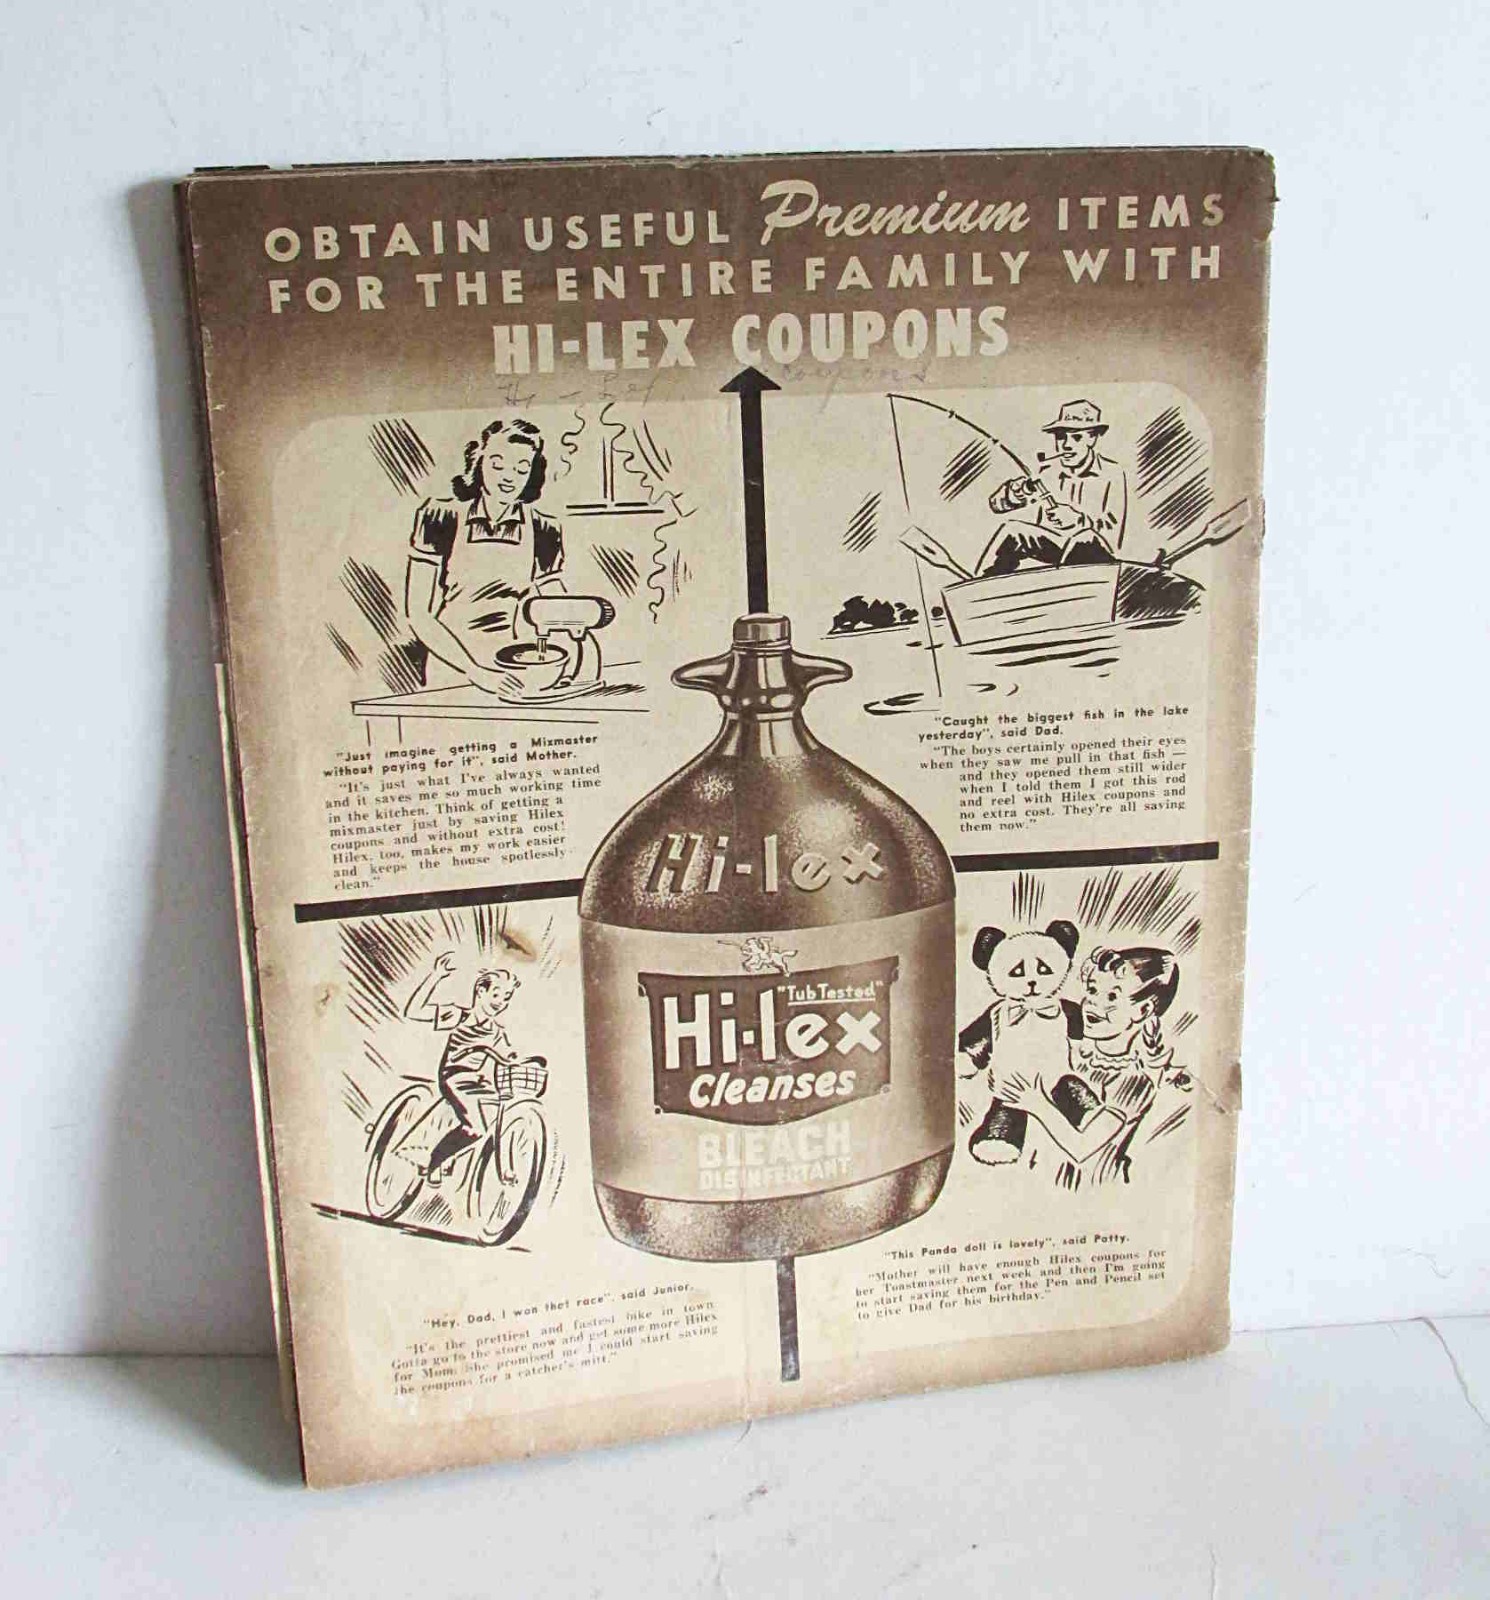 OBTAIN USEFUL Premium ITEMS
FOR THE ENTIRE FAMILY WITH
HI-LEX COUPONS
Hi-Lex coupons
"Just imagine getting a Mixmaster
without paying for it", said Mother.
"It's just what I've always wanted
and it saves me so much working time
in the kitchen. Think of getting a
mixmaster just by saving Hilex
coupons and without extra cost!
Hilex, too, makes my work easier
and keeps the house spotlessly
clean."
"Caught the biggest fish in the lake
yesterday", said Dad.
"The boys certainly opened their eyes
when they saw me pull in that fish —
and they opened them still wider
when I told them I got this rod
and reel with Hilex coupons and
no extra cost. They're all saving
them now."
Hi-lex
"Tub Tested"
Hi-lex
Cleanses
BLEACH
DISINFECTANT
"Hey, Dad, I won that race", said Junior.
"It's the prettiest and fastest bike in town.
Gotta go to the store now and get some more Hilex
for Mom. She promised me I could start saving
the coupons for a catcher's mitt."
"This Panda doll is lovely", said Patty.
"Mother will have enough Hilex coupons for
her Toastmaster next week and then I'm going
to start saving them for the Pen and Pencil set
to give Dad for his birthday."